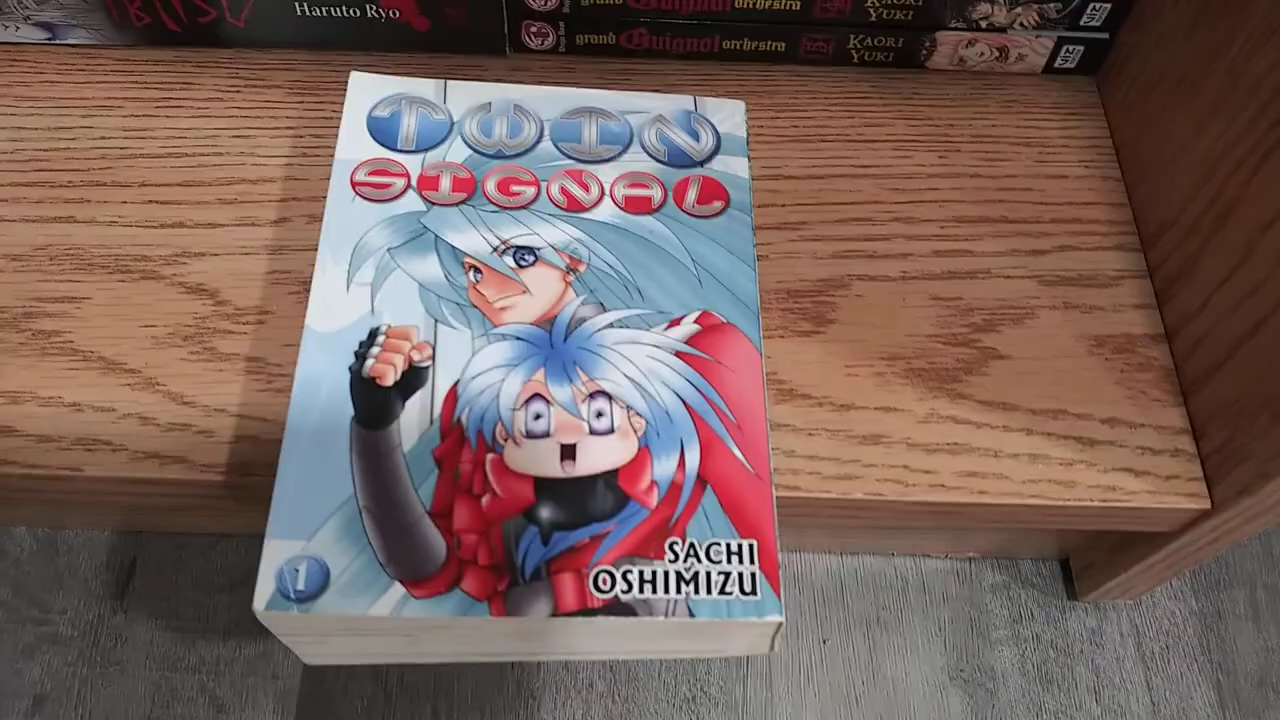 Haruto Ryo
grand Guignol orchestra
KAORI
YUKI
VIZ
grand Guignol orchestra
KAORI
YUKI
VIZ
TWIN
SIGNAL
SACHI
OSHIMIZU
1